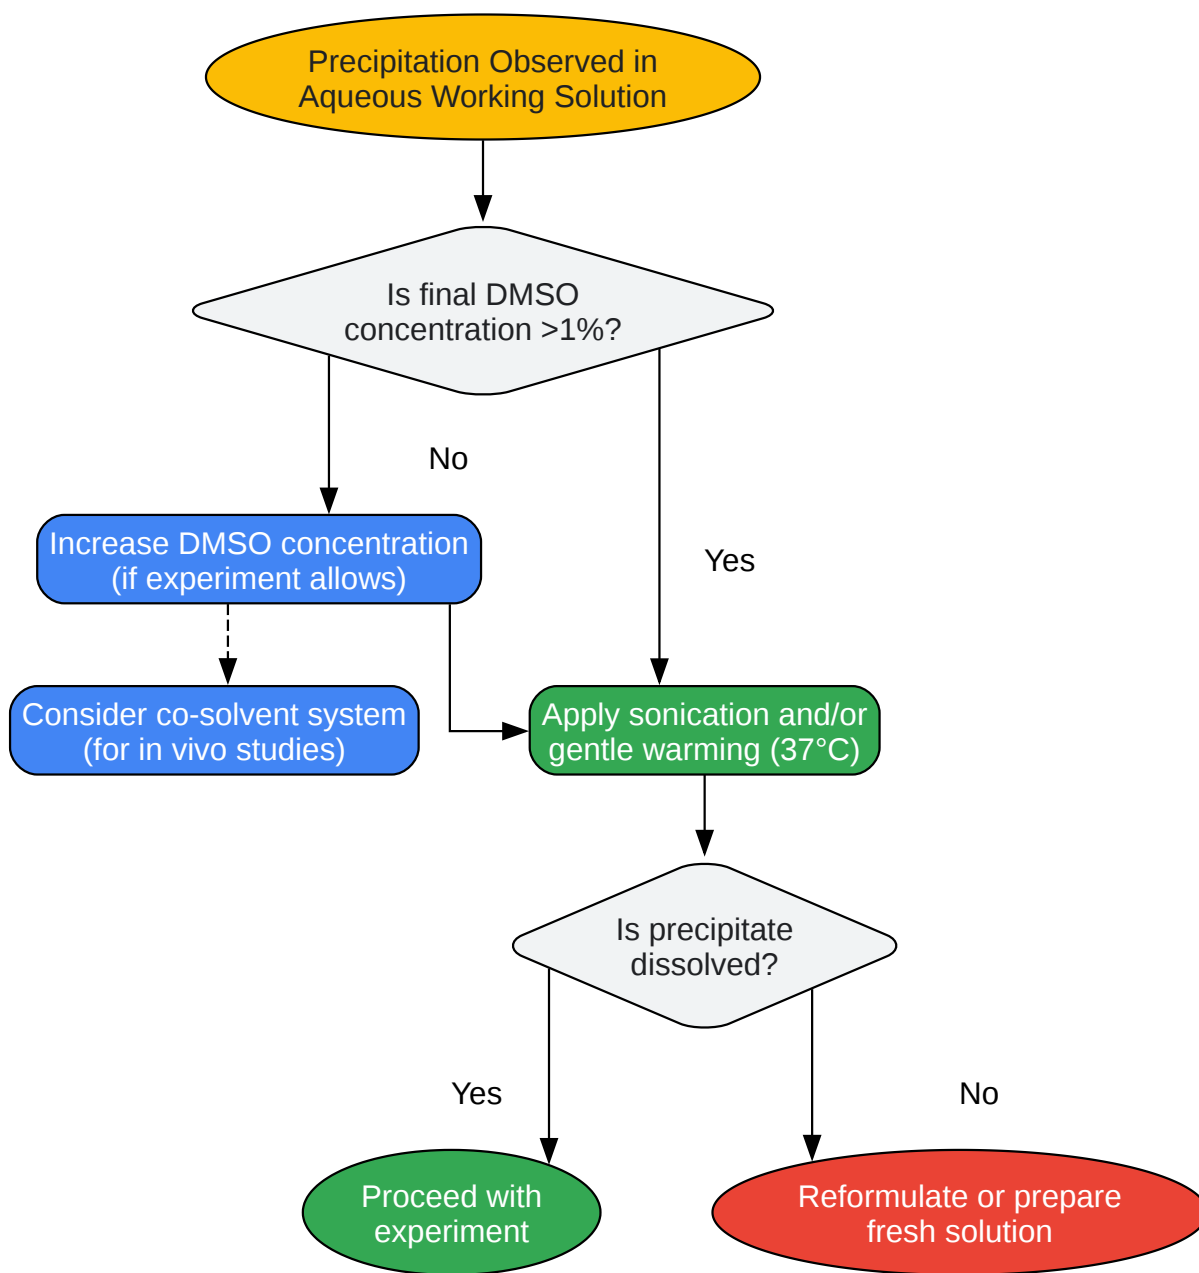 Precipitation Observed in
Aqueous Working Solution
Is final DMSO
concentration >1%?
No
Yes
Increase DMSO concentration
(if experiment allows)
Consider co-solvent system
(for in vivo studies)
Apply sonication and/or
gentle warming (37°C)
Is precipitate
dissolved?
Yes
No
Proceed with
experiment
Reformulate or prepare
fresh solution